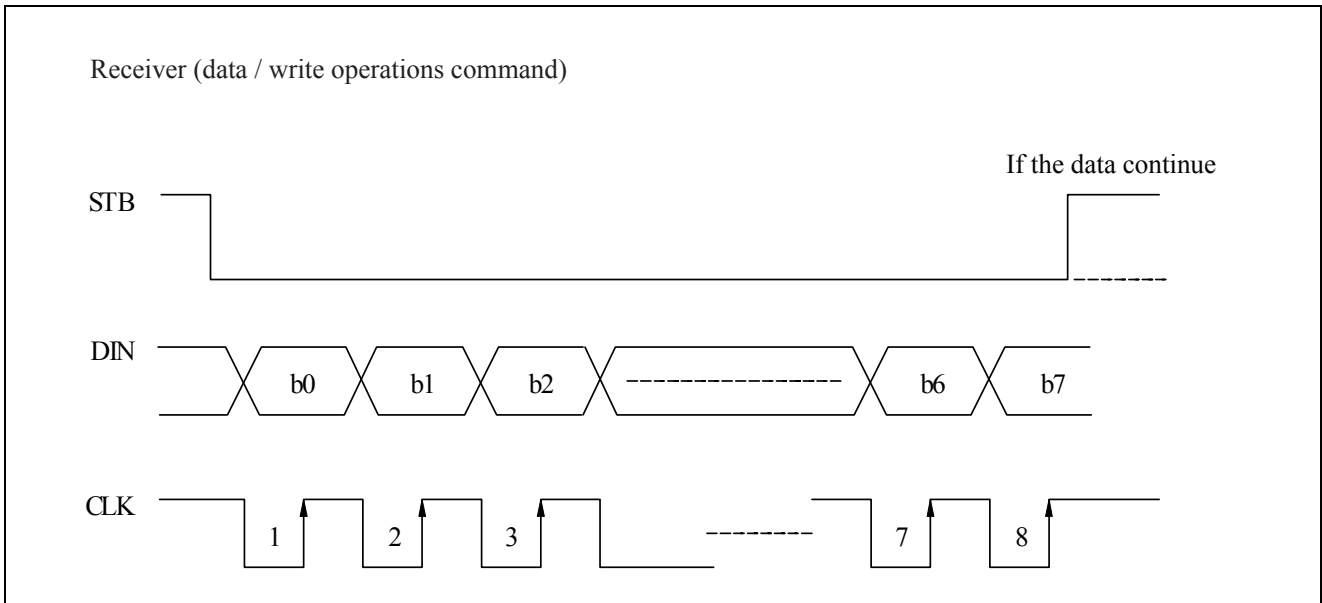 Receiver (data / write operations command)
If the data continue
STB
DIN b0 b1 b2 b6 b7
CLK 1 2 3 7 8